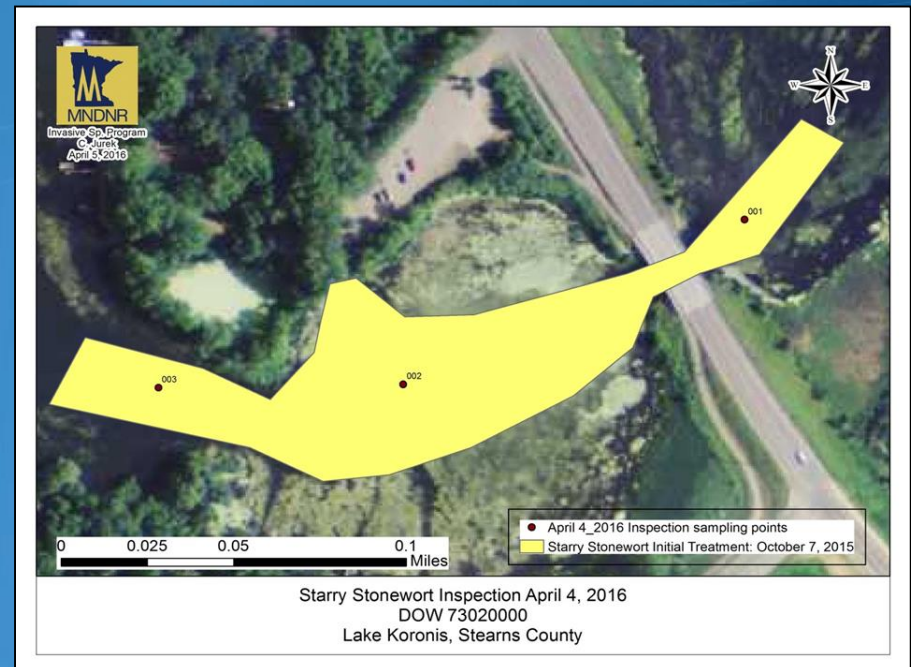 MNDNR
Invasive Sp. Program
C. Jurek
April 5, 2016
N
W E
S
001
002
003
April 4_2016 Inspection sampling points
Starry Stonewort Initial Treatment: October 7, 2015
0 0.025 0.05 0.1
Miles
Starry Stonewort Inspection April 4, 2016
DOW 73020000
Lake Koronis, Stearns County